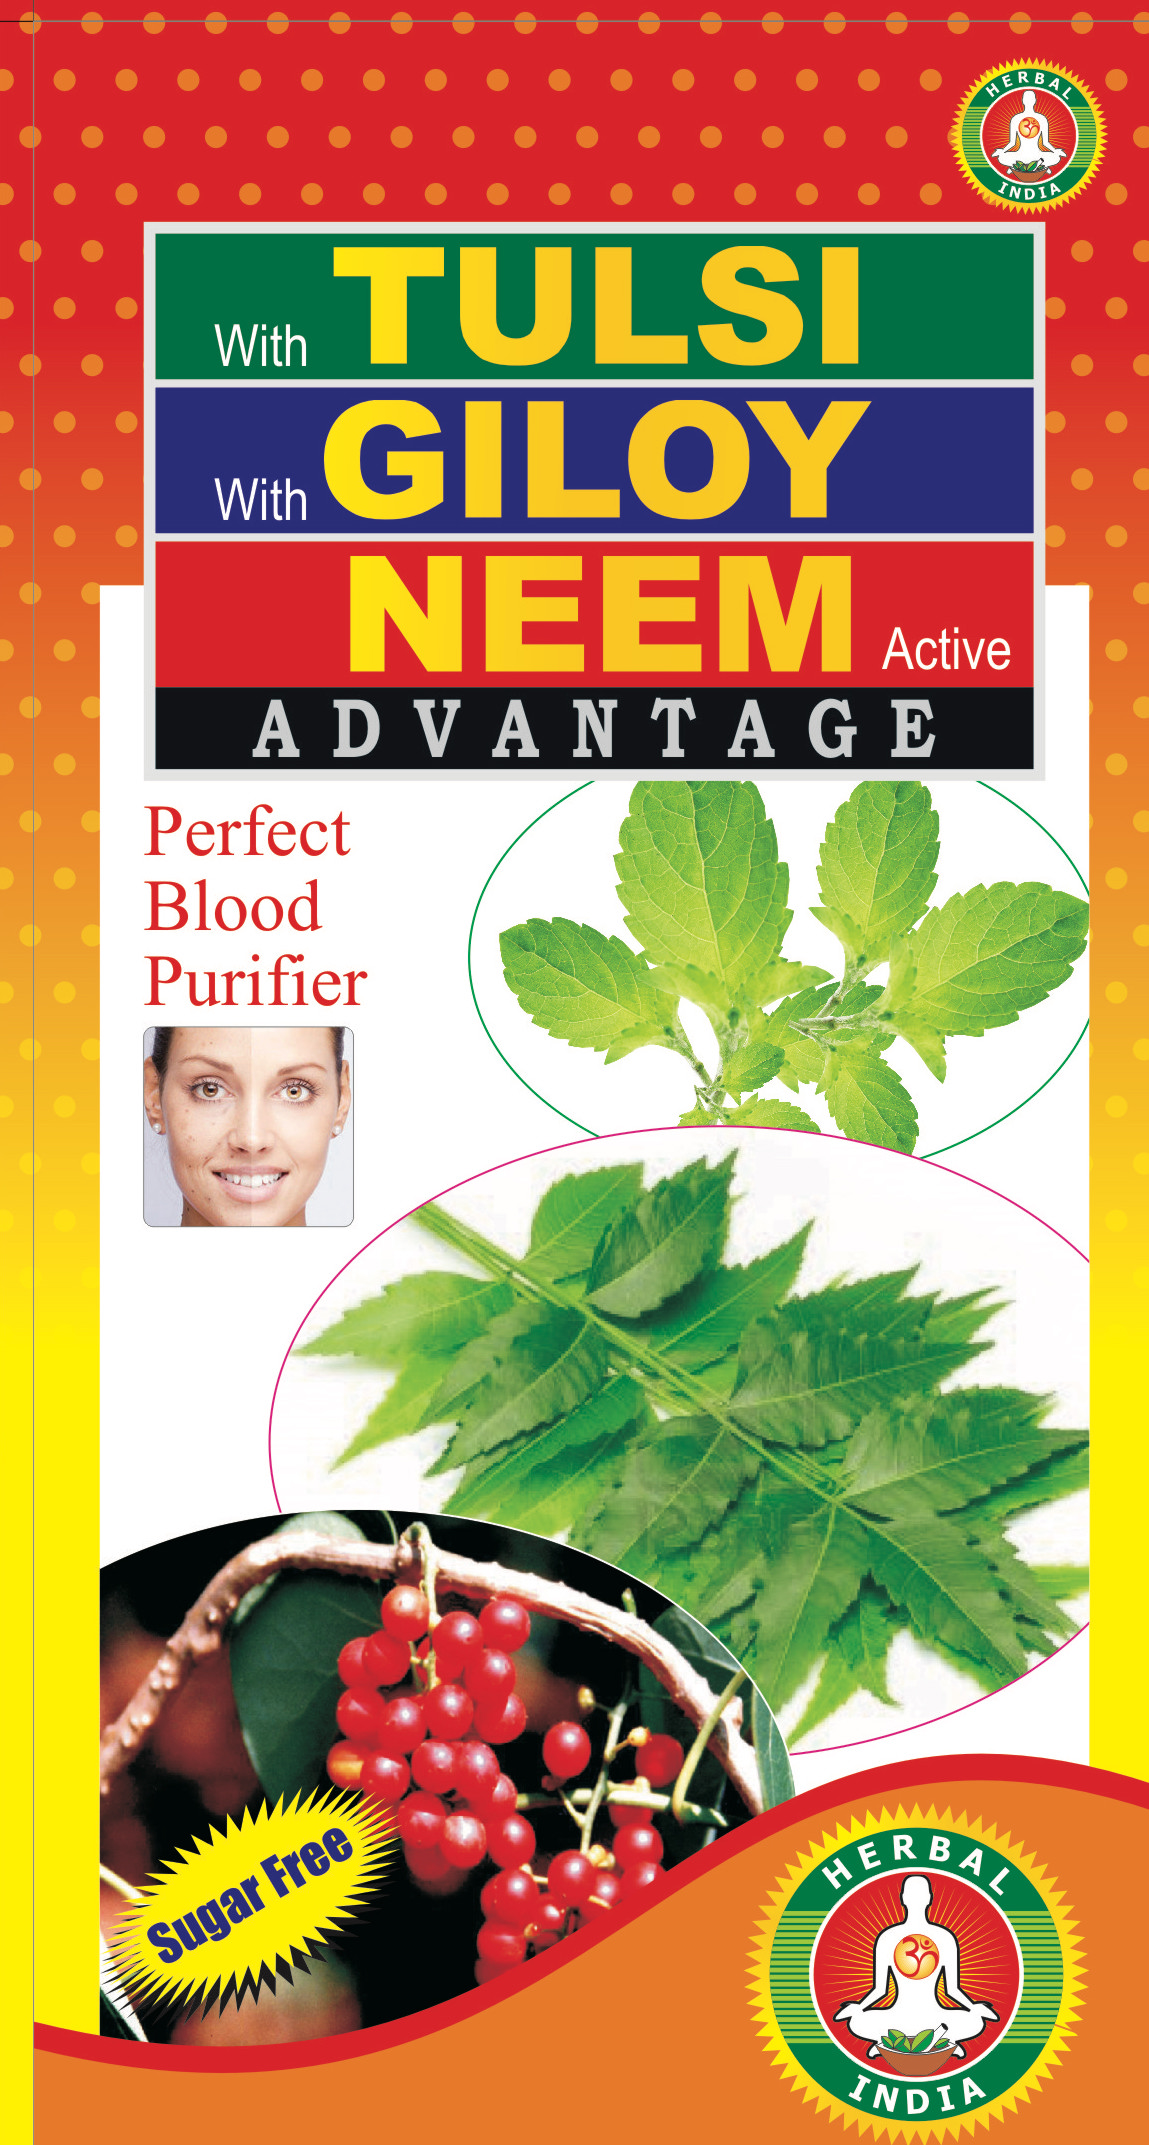 HERBAL
INDIA
With TULSI
With GILOY
NEEM Active
ADVANTAGE
Perfect
Blood
Purifier
Sugar Free
HERBAL
ॐ
INDIA